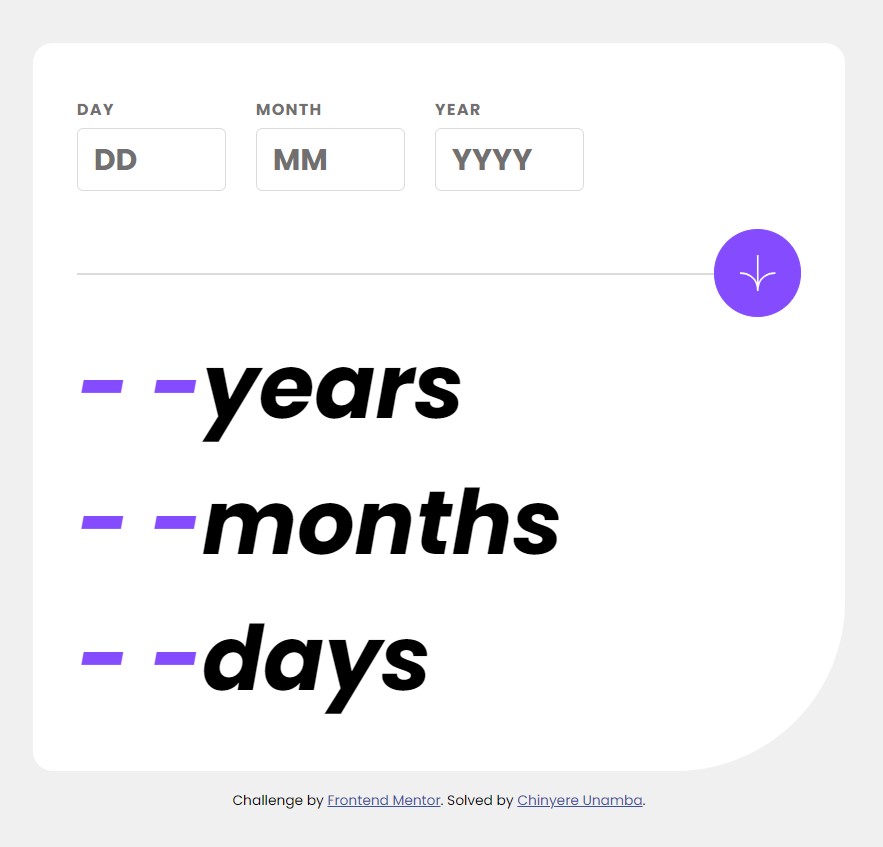 DAY MONTH YEAR
DD MM YYYY
- -years
- -months
- -days
Challenge by Frontend Mentor. Solved by Chinyere Unamba.